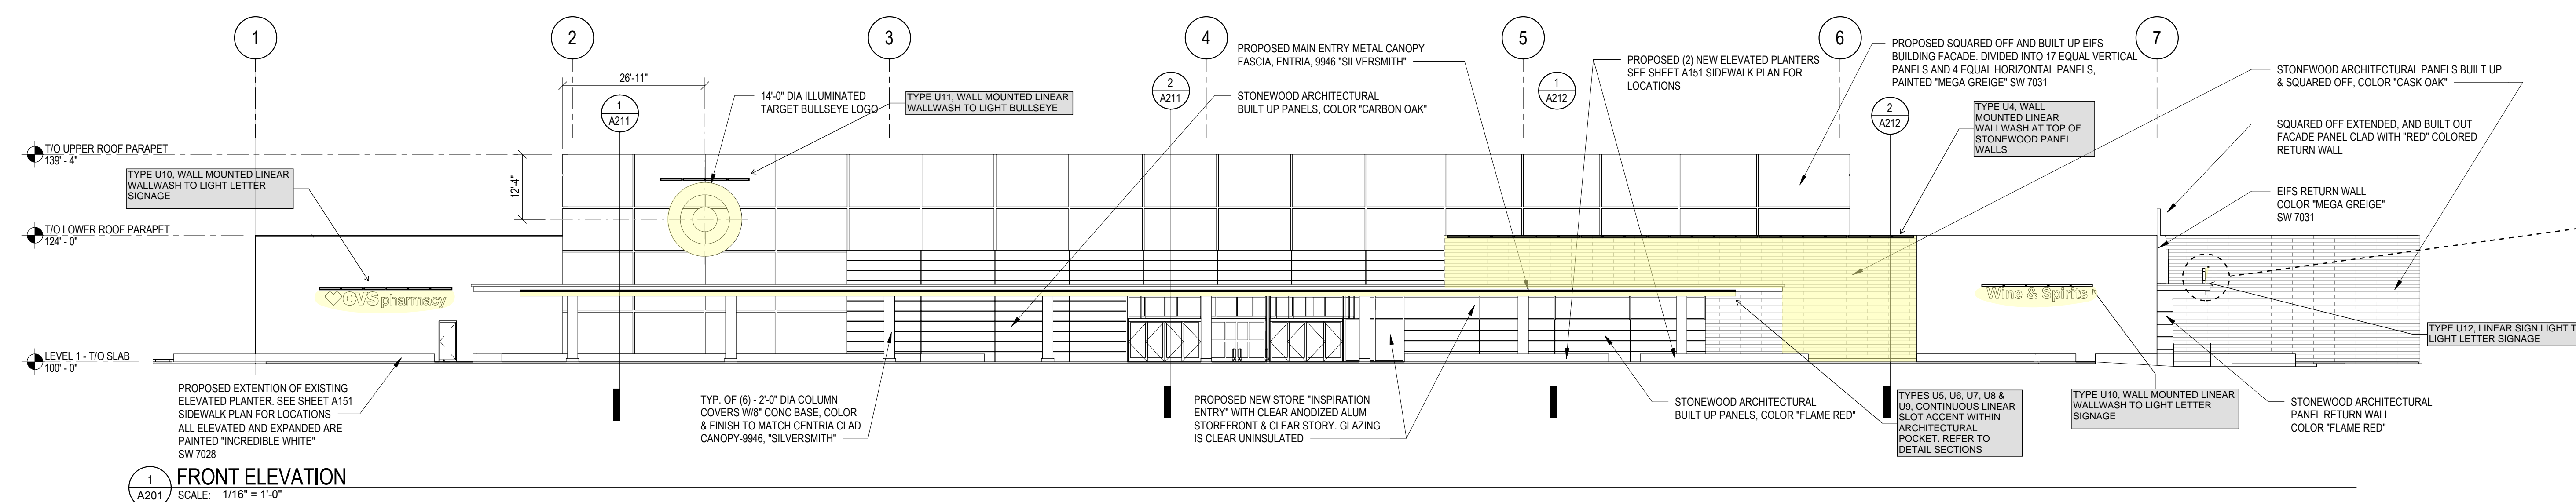 1
2
3
4
5
6
7
26'-11"
12'-4"
1
A211
2
A211
1
A212
2
A212
14'-0" DIA ILLUMINATED
TARGET BULLSEYE LOGO
TYPE U11, WALL MOUNTED LINEAR
WALLWASH TO LIGHT BULLSEYE
STONEWOOD ARCHITECTURAL
BUILT UP PANELS, COLOR "CARBON OAK"
PROPOSED MAIN ENTRY METAL CANOPY
FASCIA, ENTRIA, 9946 "SILVERSMITH"
PROPOSED (2) NEW ELEVATED PLANTERS
SEE SHEET A151 SIDEWALK PLAN FOR
LOCATIONS
PROPOSED SQUARED OFF AND BUILT UP EIFS
BUILDING FACADE. DIVIDED INTO 17 EQUAL VERTICAL
PANELS AND 4 EQUAL HORIZONTAL PANELS,
PAINTED "MEGA GREIGE" SW 7031
TYPE U4, WALL
MOUNTED LINEAR
WALLWASH AT TOP OF
STONEWOOD PANEL
WALLS
STONEWOOD ARCHITECTURAL PANELS BUILT UP
& SQUARED OFF, COLOR "CASK OAK"
SQUARED OFF EXTENDED, AND BUILT OUT
FACADE PANEL CLAD WITH "RED" COLORED
RETURN WALL
EIFS RETURN WALL
COLOR "MEGA GREIGE"
SW 7031
T/O UPPER ROOF PARAPET
139' - 4"
TYPE U10, WALL MOUNTED LINEAR
WALLWASH TO LIGHT LETTER
SIGNAGE
T/O LOWER ROOF PARAPET
124' - 0"
CVS pharmacy
Wine & Spirits
TYPE U12, LINEAR SIGN LIGHT T
LIGHT LETTER SIGNAGE
LEVEL 1 - T/O SLAB
100' - 0"
PROPOSED EXTENTION OF EXISTING
ELEVATED PLANTER. SEE SHEET A151
SIDEWALK PLAN FOR LOCATIONS
ALL ELEVATED AND EXPANDED ARE
PAINTED "INCREDIBLE WHITE"
SW 7028
TYP. OF (6) - 2'-0" DIA COLUMN
COVERS W/8" CONC BASE, COLOR
& FINISH TO MATCH CENTRIA CLAD
CANOPY-9946, "SILVERSMITH"
PROPOSED NEW STORE "INSPIRATION
ENTRY" WITH CLEAR ANODIZED ALUM
STOREFRONT & CLEAR STORY. GLAZING
IS CLEAR UNINSULATED
STONEWOOD ARCHITECTURAL
BUILT UP PANELS, COLOR "FLAME RED"
TYPES U5, U6, U7, U8 &
U9, CONTINUOUS LINEAR
SLOT ACCENT WITHIN
ARCHITECTURAL
POCKET. REFER TO
DETAIL SECTIONS
TYPE U10, WALL MOUNTED LINEAR
WALLWASH TO LIGHT LETTER
SIGNAGE
STONEWOOD ARCHITECTURAL
PANEL RETURN WALL
COLOR "FLAME RED"
1
A201
FRONT ELEVATION
SCALE: 1/16" = 1'-0"